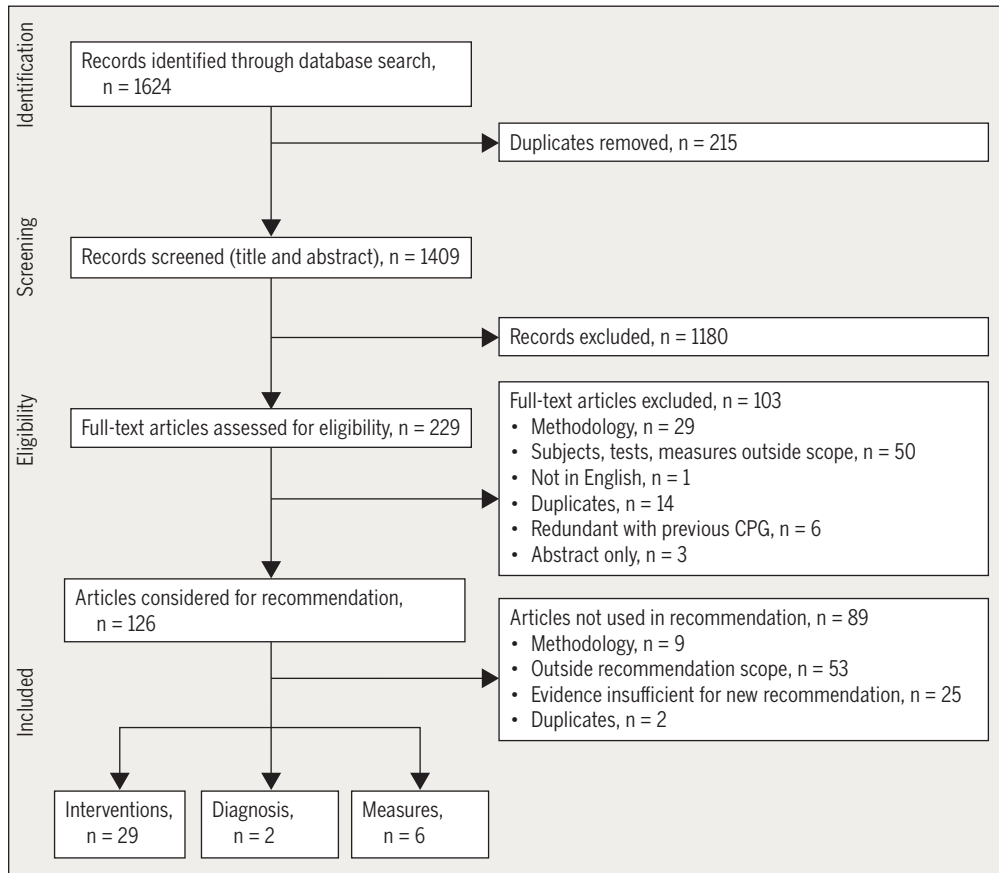 Identification
Records identified through database search,
n = 1624
Duplicates removed, n = 215
Screening
Records screened (title and abstract), n = 1409
Records excluded, n = 1180
Eligibility
Full-text articles assessed for eligibility, n = 229
Full-text articles excluded, n = 103
• Methodology, n = 29
• Subjects, tests, measures outside scope, n = 50
• Not in English, n = 1
• Duplicates, n = 14
• Redundant with previous CPG, n = 6
• Abstract only, n = 3
Included
Articles considered for recommendation,
n = 126
Articles not used in recommendation, n = 89
• Methodology, n = 9
• Outside recommendation scope, n = 53
• Evidence insufficient for new recommendation, n = 25
• Duplicates, n = 2
Interventions,
n = 29
Diagnosis,
n = 2
Measures,
n = 6